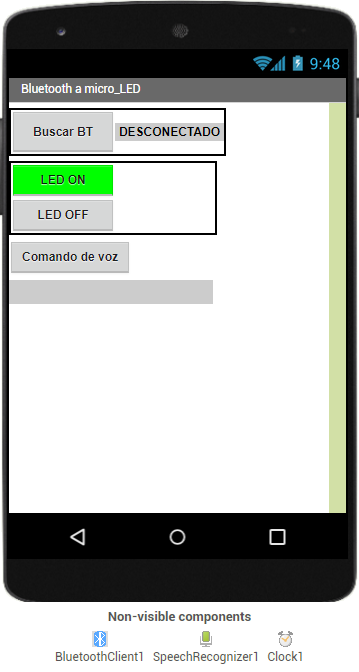 9:48
Bluetooth a micro_LED
Buscar BT DESCONECTADO
LED ON
LED OFF
Comando de voz
Non-visible components
BluetoothClient1 SpeechRecognizer1 Clock1